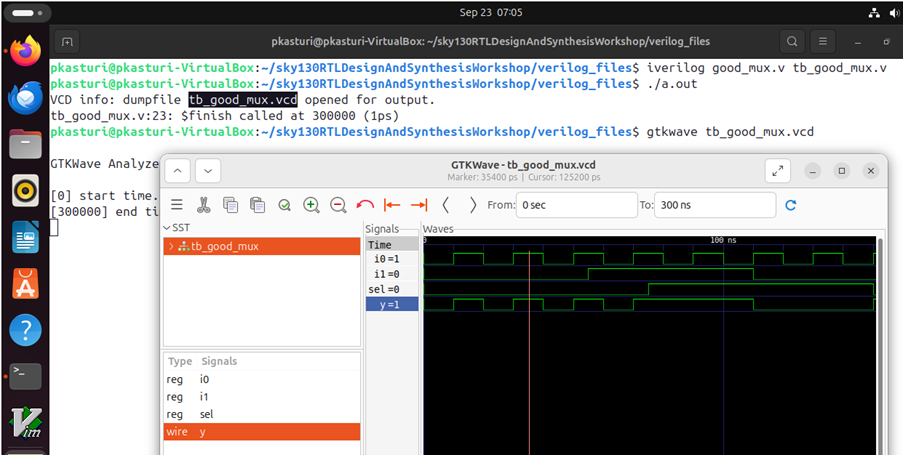 Sep 23 07:05
pkasturi@pkasturi-VirtualBox: ~/sky130RTLDesignAndSynthesisWorkshop/verilog_files
pkasturi@pkasturi-VirtualBox:~/sky130RTLDesignAndSynthesisWorkshop/verilog_files$ iverilog good_mux.v tb_good_mux.v
pkasturi@pkasturi-VirtualBox:~/sky130RTLDesignAndSynthesisWorkshop/verilog_files$ ./a.out
VCD info: dumpfile tb_good_mux.vcd opened for output.
tb_good_mux.v:23: $finish called at 300000 (1ps)
pkasturi@pkasturi-VirtualBox:~/sky130RTLDesignAndSynthesisWorkshop/verilog_files$ gtkwave tb_good_mux.vcd
GTKWave Analyze
[0] start time.
[300000] end ti
GTKWave - tb_good_mux.vcd
Marker: 35400 ps | Cursor: 125200 ps
From: 0 sec To: 300 ns
SST
tb_good_mux
Type Signals
reg i0
reg i1
reg sel
wire y
Signals
Time
i0=1
i1=0
sel=0
y=1
Waves
0 100 ns
Vim